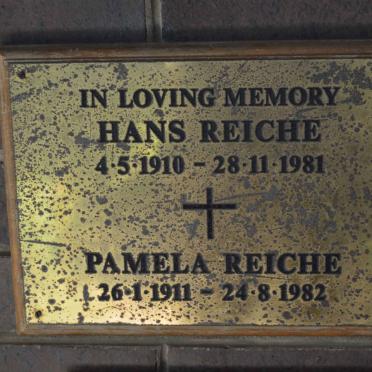 IN LOVING MEMORY
HANS REICHE
4·5·1910 – 28·11·1981
PAMELA REICHE
26·1·1911 – 24·8·1982